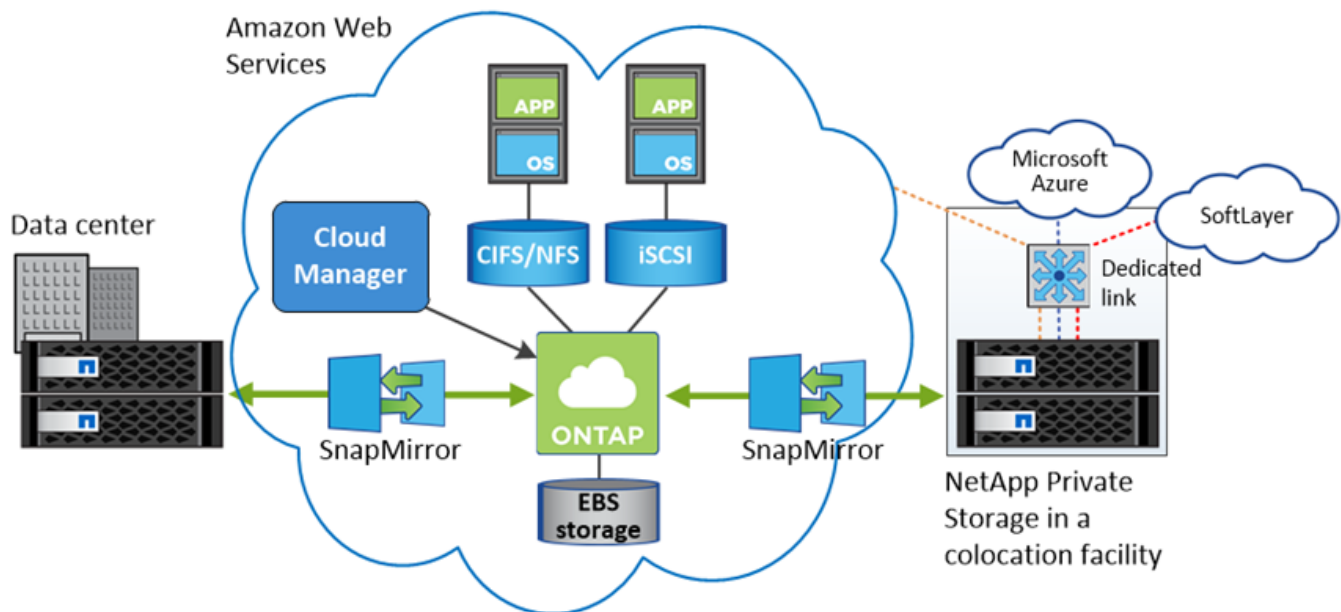 Amazon Web
Services
APP
OS
APP
OS
Microsoft
Azure
SoftLayer
Data center
Cloud
Manager
CIFS/NFS
iSCSI
Dedicated
link
SnapMirror
ONTAP
SnapMirror
EBS
storage
NetApp Private
Storage in a
colocation facility